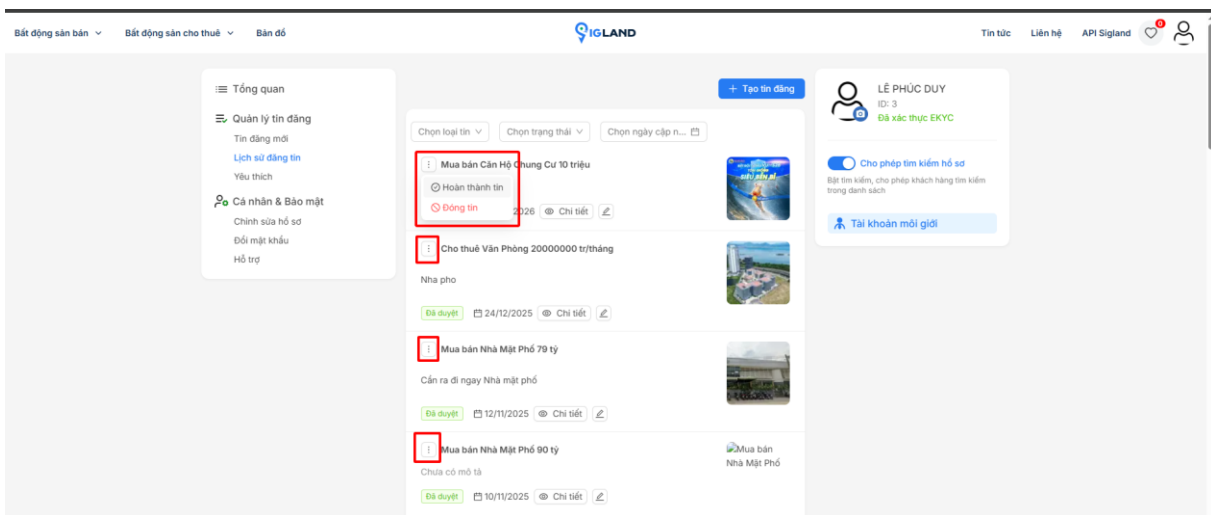 Bất động sản bán
Bất động sản cho thuê
Bản đồ
SIGLAND
Tin tức
Liên hệ
API Sigland
0
Tổng quan
Quản lý tin đăng
Tin đăng mới
Lịch sử đăng tin
Yêu thích
Cá nhân & Bảo mật
Chỉnh sửa hồ sơ
Đổi mật khẩu
Hỗ trợ
+ Tạo tin đăng
Chọn loại tin
Chọn trạng thái
Chọn ngày cập n...
Mua bán Căn Hộ Chung Cư 10 triệu
Hoàn thành tin
Đóng tin
2026
Chi tiết
SIÊU BỀN BỈ
Cho thuê Văn Phòng 20000000 tr/tháng
Nha pho
Đã duyệt
24/12/2025
Chi tiết
Mua bán Nhà Mặt Phố 79 tỷ
Cần ra đi ngay Nhà mặt phố
Đã duyệt
12/11/2025
Chi tiết
Mua bán Nhà Mặt Phố 90 tỷ
Chưa có mô tả
Đã duyệt
10/11/2025
Chi tiết
Mua bán
Nhà Mặt Phố
LÊ PHÚC DUY
ID: 3
Đã xác thực EKYC
Cho phép tìm kiếm hồ sơ
Bật tìm kiếm, cho phép khách hàng tìm kiếm
trong danh sách
Tài khoản môi giới